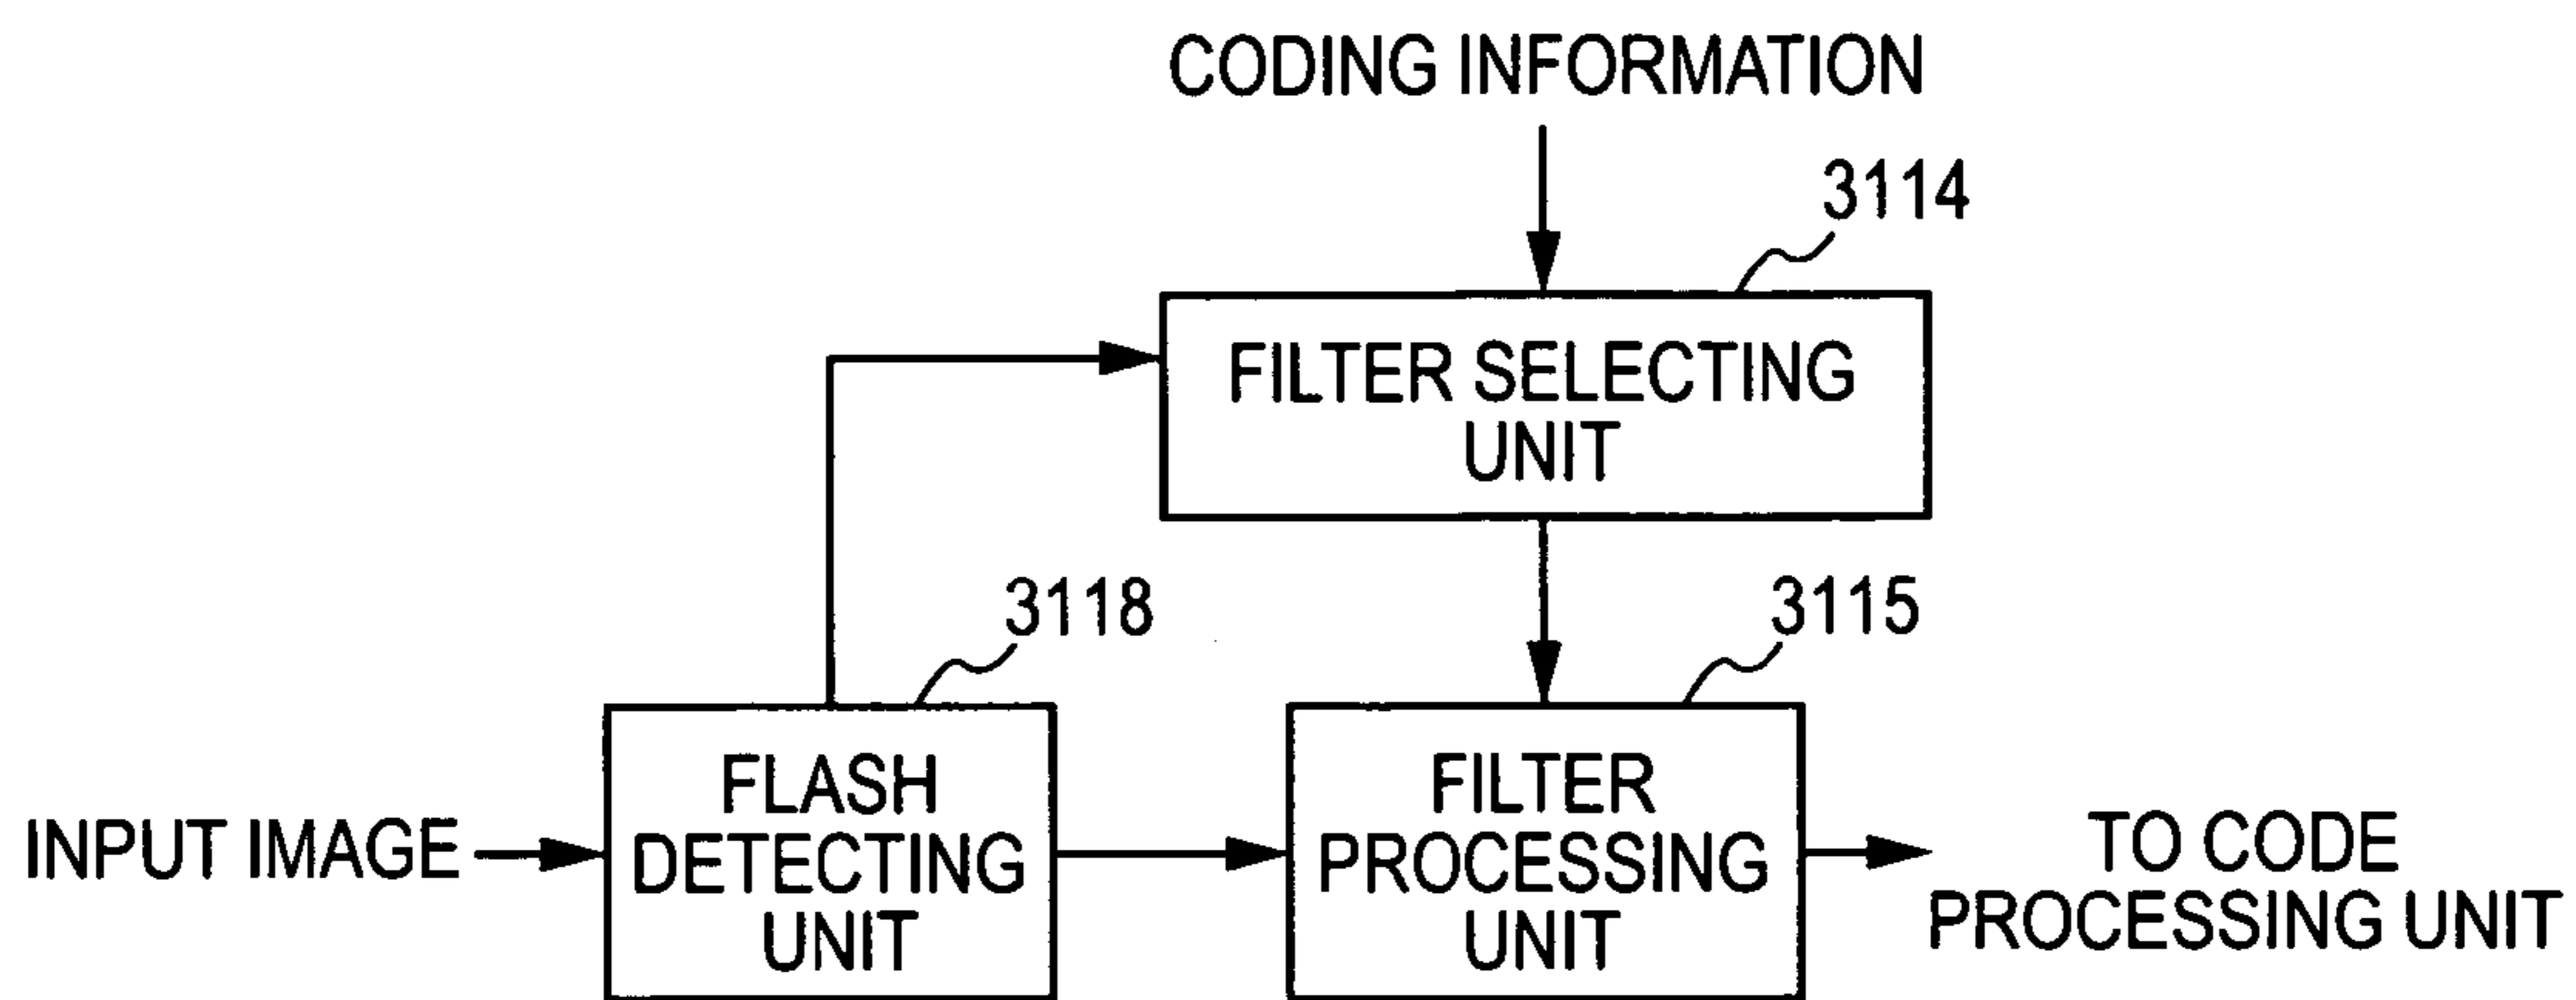 CODING INFORMATION
3114
FILTER SELECTING
UNIT
3118
3115
INPUT IMAGE
FLASH
DETECTING
UNIT
FILTER
PROCESSING
UNIT
TO CODE
PROCESSING UNIT